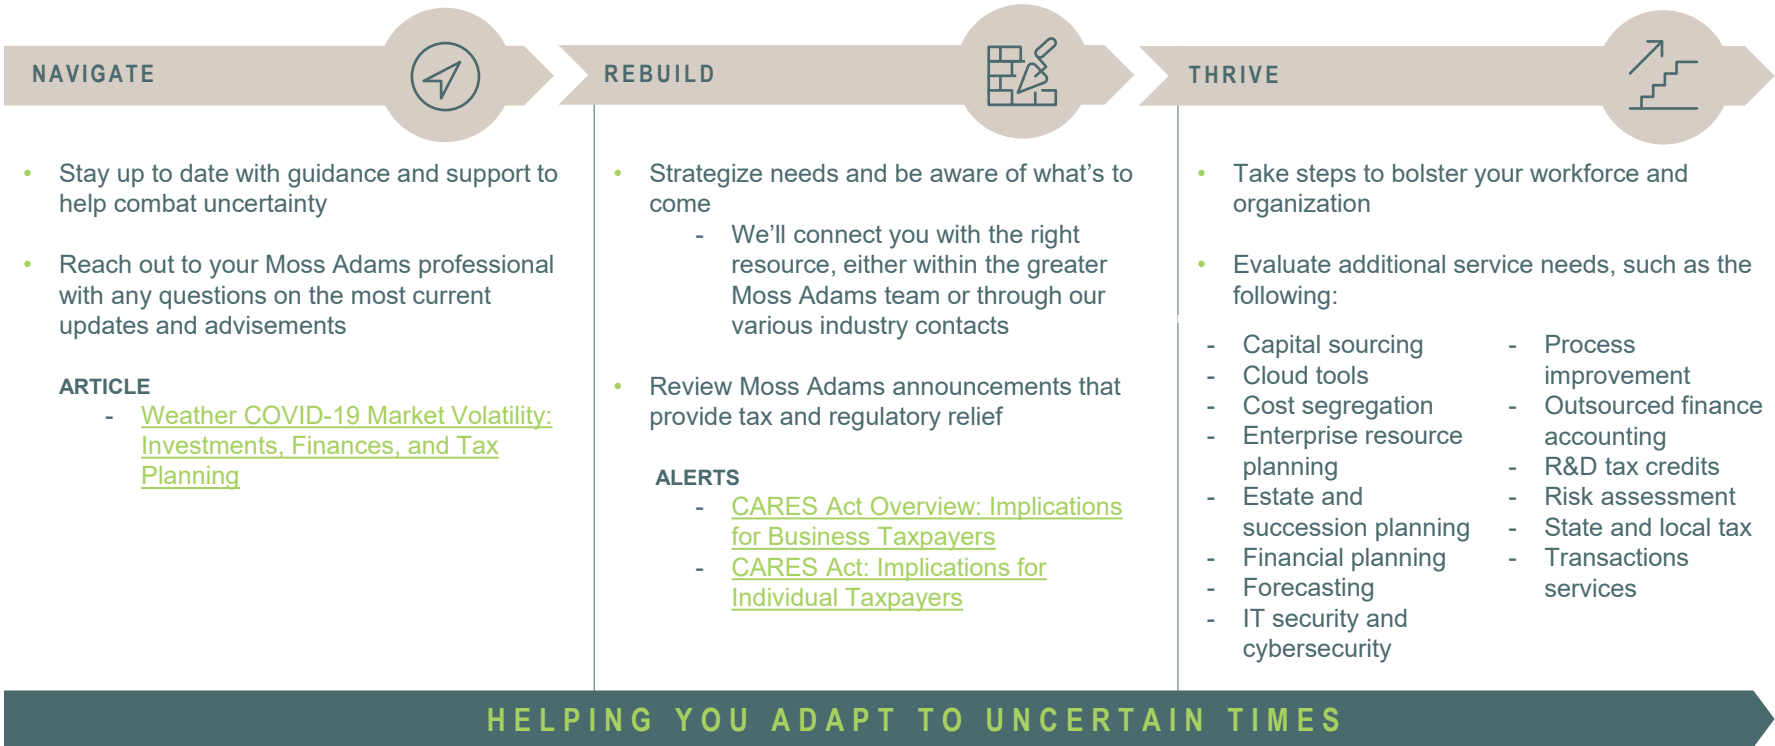 NAVIGATE
• Stay up to date with guidance and support to
help combat uncertainty
• Reach out to your Moss Adams professional
with any questions on the most current
updates and advisements
ARTICLE
- Weather COVID-19 Market Volatility:
Investments, Finances, and Tax
Planning
REBUILD
• Strategize needs and be aware of what’s to
come
- We’ll connect you with the right
resource, either within the greater
Moss Adams team or through our
various industry contacts
• Review Moss Adams announcements that
provide tax and regulatory relief
ALERTS
- CARES Act Overview: Implications
for Business Taxpayers
- CARES Act: Implications for
Individual Taxpayers
THRIVE
• Take steps to bolster your workforce and
organization
• Evaluate additional service needs, such as the
following:
- Capital sourcing
- Cloud tools
- Cost segregation
- Enterprise resource
planning
- Estate and
succession planning
- Financial planning
- Forecasting
- IT security and
cybersecurity
- Process
improvement
- Outsourced finance
accounting
- R&D tax credits
- Risk assessment
- State and local tax
- Transactions
services
HELPING YOU ADAPT TO UNCERTAIN TIMES